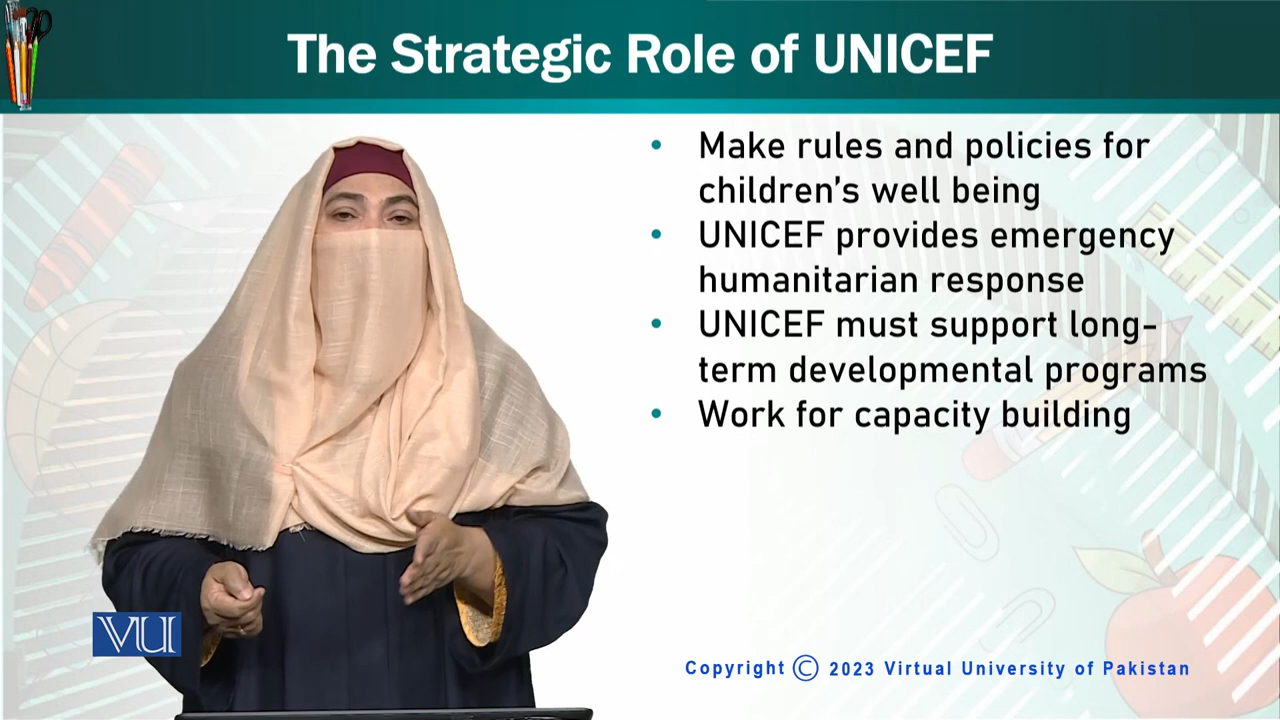 The Strategic Role of UNICEF
• Make rules and policies for
children's well being
• UNICEF provides emergency
humanitarian response
• UNICEF must support long-
term developmental programs
• Work for capacity building
VU
Copyright © 2023 Virtual University of Pakistan